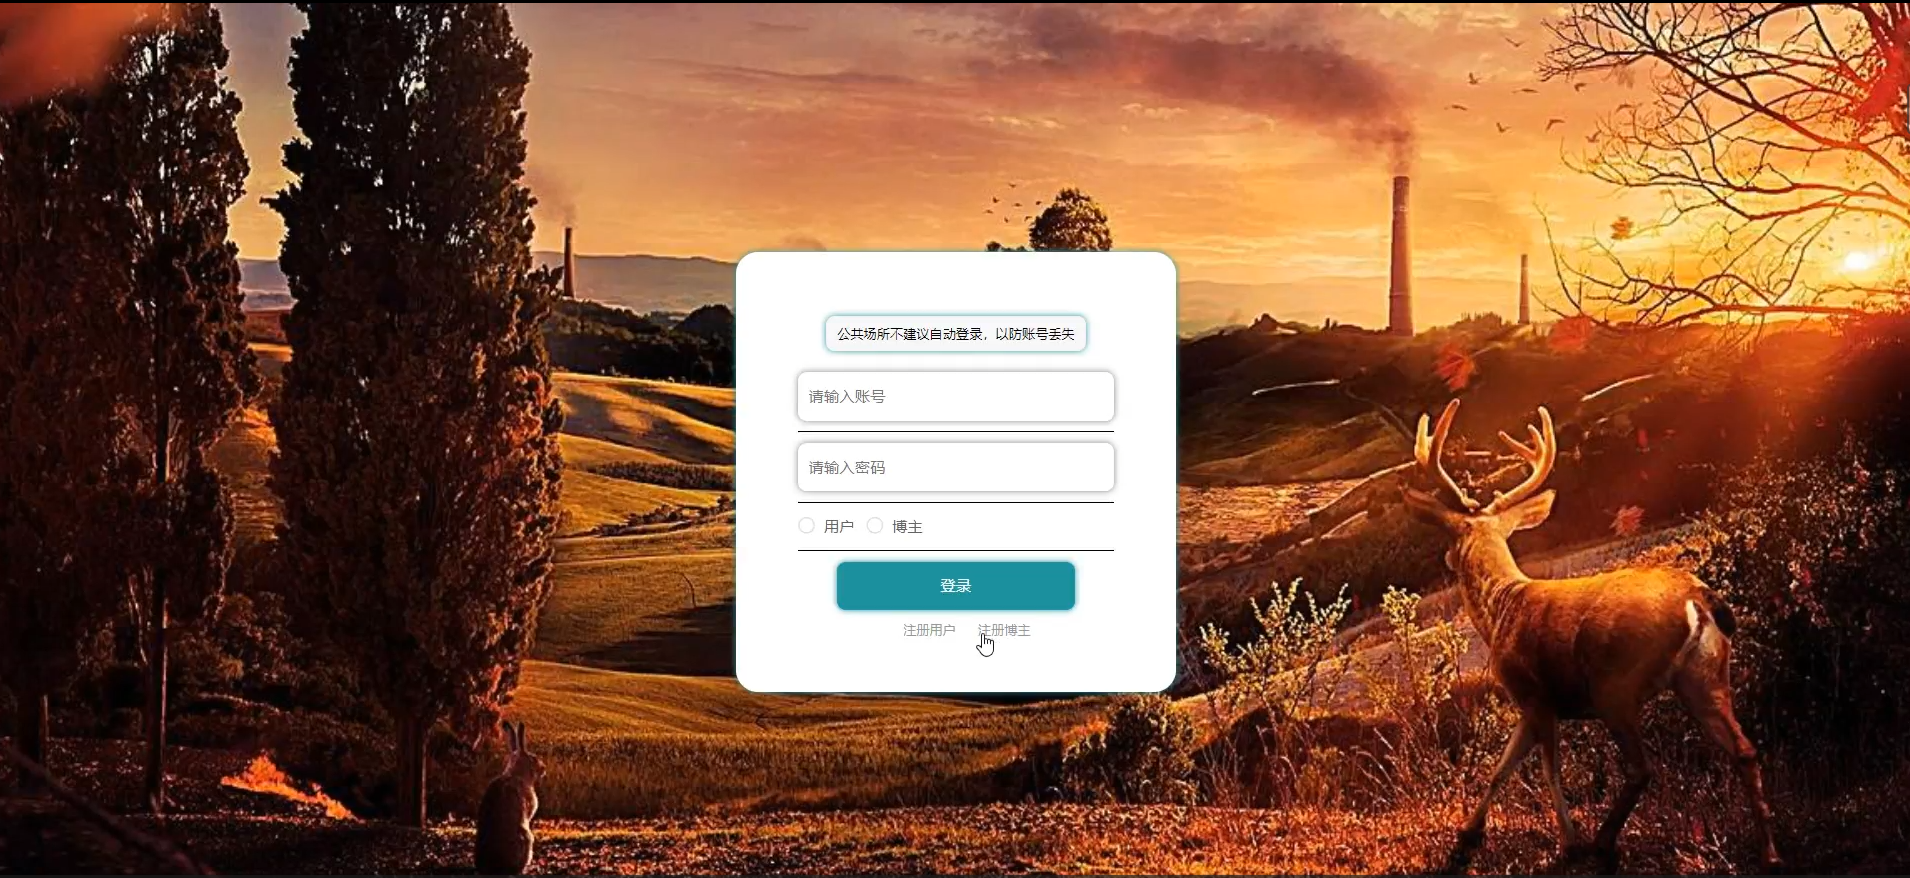 公共场所不建议自动登录，以防账号丢失
请输入账号
请输入密码
用户 博主
登录
注册用户 注册博主